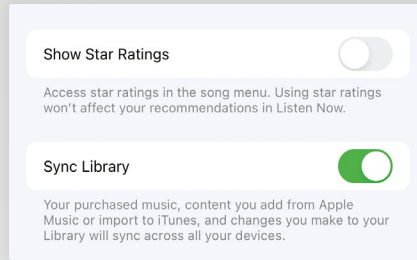 Show Star Ratings
Access star ratings in the song menu. Using star ratings
won't affect your recommendations in Listen Now.
Sync Library
Your purchased music, content you add from Apple
Music or import to iTunes, and changes you make to your
Library will sync across all your devices.